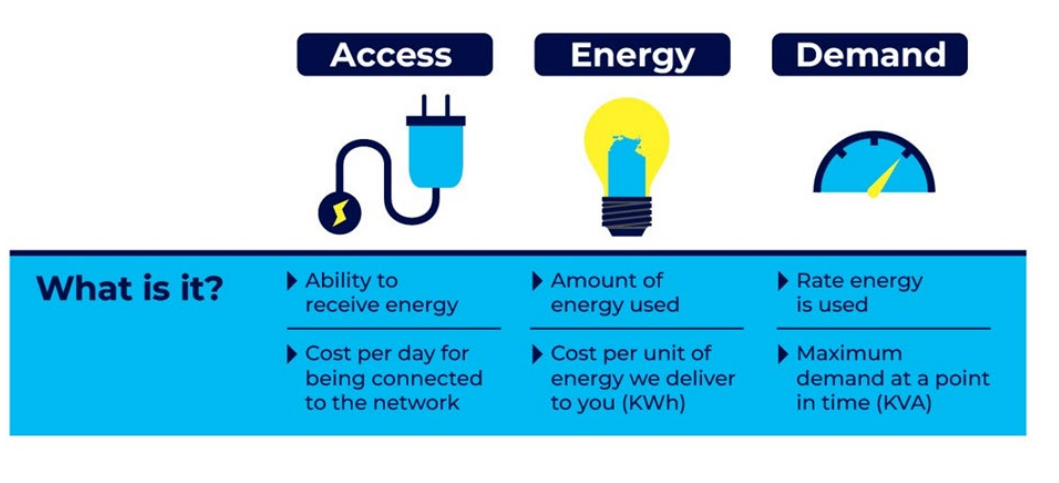 Access
Energy
Demand
What is it?
Ability to
receive energy
Cost per day for
being connected
to the network
Amount of
energy used
Cost per unit of
energy we deliver
to you (KWh)
Rate energy
is used
Maximum
demand at a point
in time (KVA)